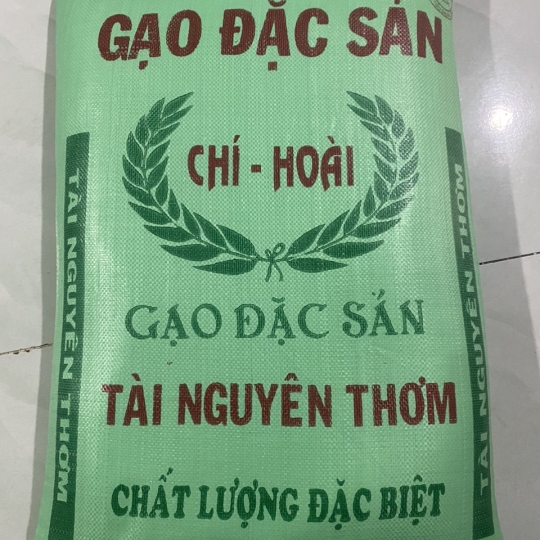 GẠO ĐẶC SẢN
CHÍ - HOÀI
GẠO ĐẶC SẢN
TÀI NGUYÊN THƠM
CHẤT LƯỢNG ĐẶC BIỆT
TÀI NGUYÊN THƠM
TÀI NGUYÊN THƠM